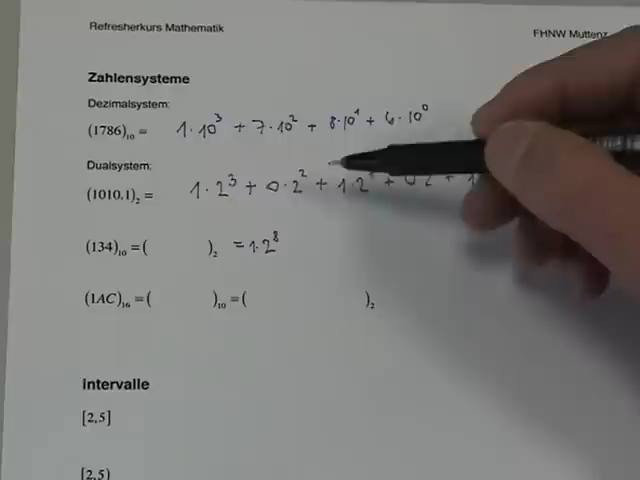 Refresherkurs Mathematik FHNW Muttenz
Zahlensysteme
Dezimalsystem:
(1786)₁₀ = 1·10³ + 7·10² + 8·10¹ + 6·10⁰
Dualsystem:
(1010.1)₂ = 1·2³ + 0·2² + 1·2 + 0·2 +
(134)₁₀ = ( )₂ = 1·2⁸
(1AC)₁₆ = ( )₁₀ = ( )₂
Intervalle
[2,5]
[2,5)